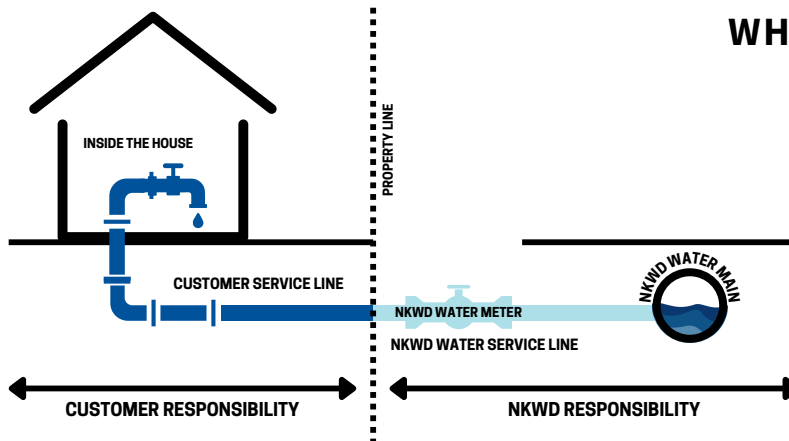 WH
INSIDE THE HOUSE
PROPERTY LINE
NKWD WATER MAIN
CUSTOMER SERVICE LINE
NKWD WATER METER
NKWD WATER SERVICE LINE
CUSTOMER RESPONSIBILITY
NKWD RESPONSIBILITY